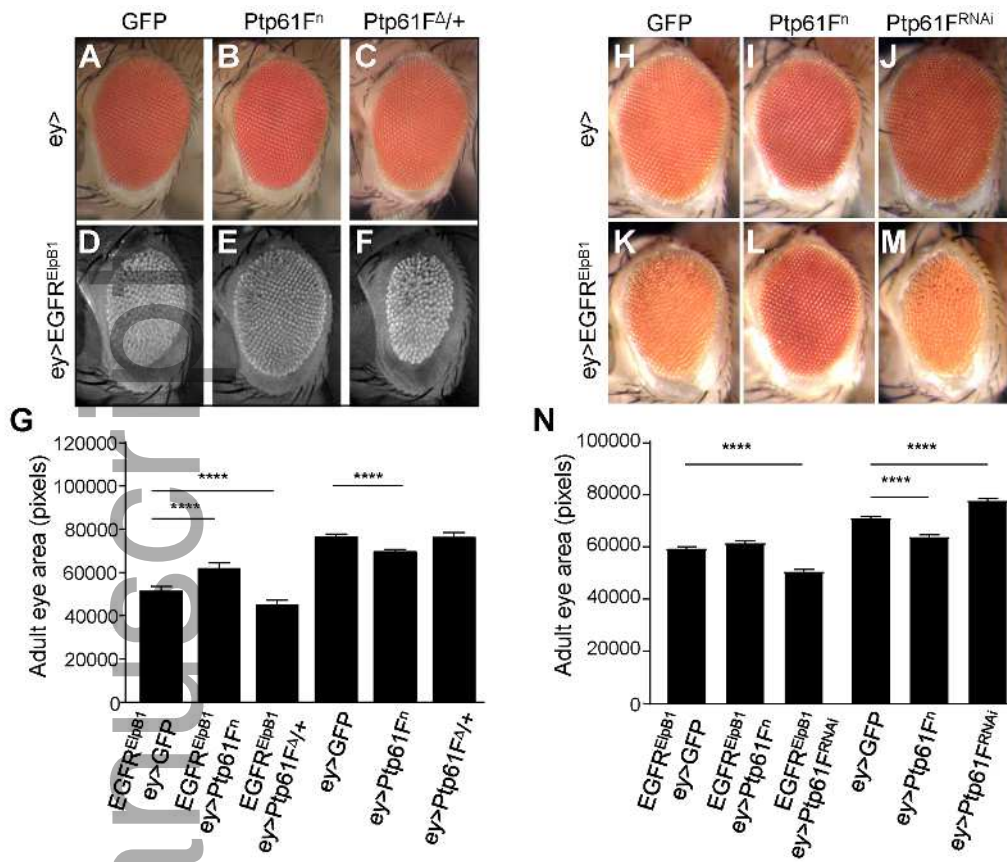 GFP Ptp61Fⁿ Ptp61F^Δ/+
ey>
A B C
ey>EGFR^ElpB1
D E F
G
Adult eye area (pixels)
120000
100000
80000
60000
40000
20000
0
**** ****
****
EGFR^ElpB1 ey>GFP
EGFR^ElpB1 ey>Ptp61Fⁿ
EGFR^ElpB1 ey>Ptp61F^Δ/+
ey>GFP
ey>Ptp61Fⁿ
ey>Ptp61F^Δ/+
GFP Ptp61Fⁿ Ptp61F^RNAi
ey>
H I J
ey>EGFR^ElpB1
K L M
N
Adult eye area (pixels)
100000
80000
60000
40000
20000
0
**** ****
****
EGFR^ElpB1 ey>GFP
EGFR^ElpB1 ey>Ptp61Fⁿ
EGFR^ElpB1 ey>Ptp61F^RNAi
ey>GFP
ey>Ptp61Fⁿ
ey>Ptp61F^RNAi